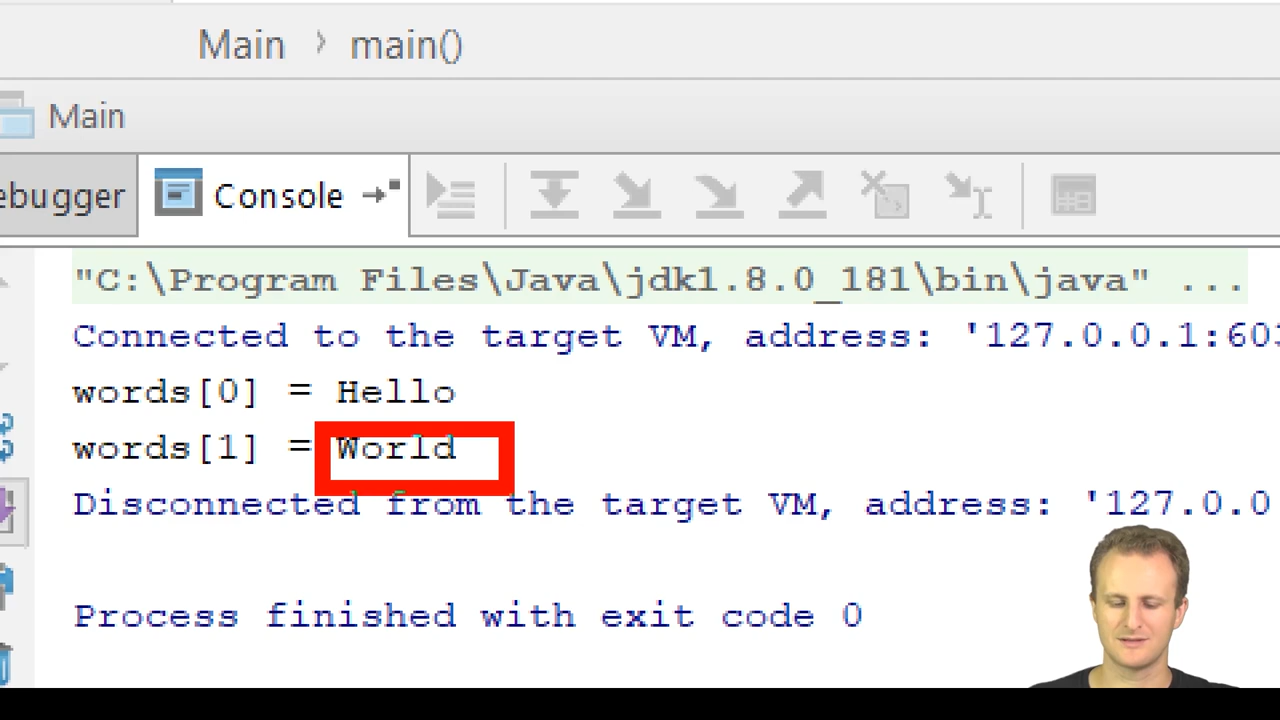 Main › main()
Main
ebugger Console
"C:\Program Files\Java\jdk1.8.0_181\bin\java" ...
Connected to the target VM, address: '127.0.0.1:603
words[0] = Hello
words[1] = World
Disconnected from the target VM, address: '127.0.0
Process finished with exit code 0